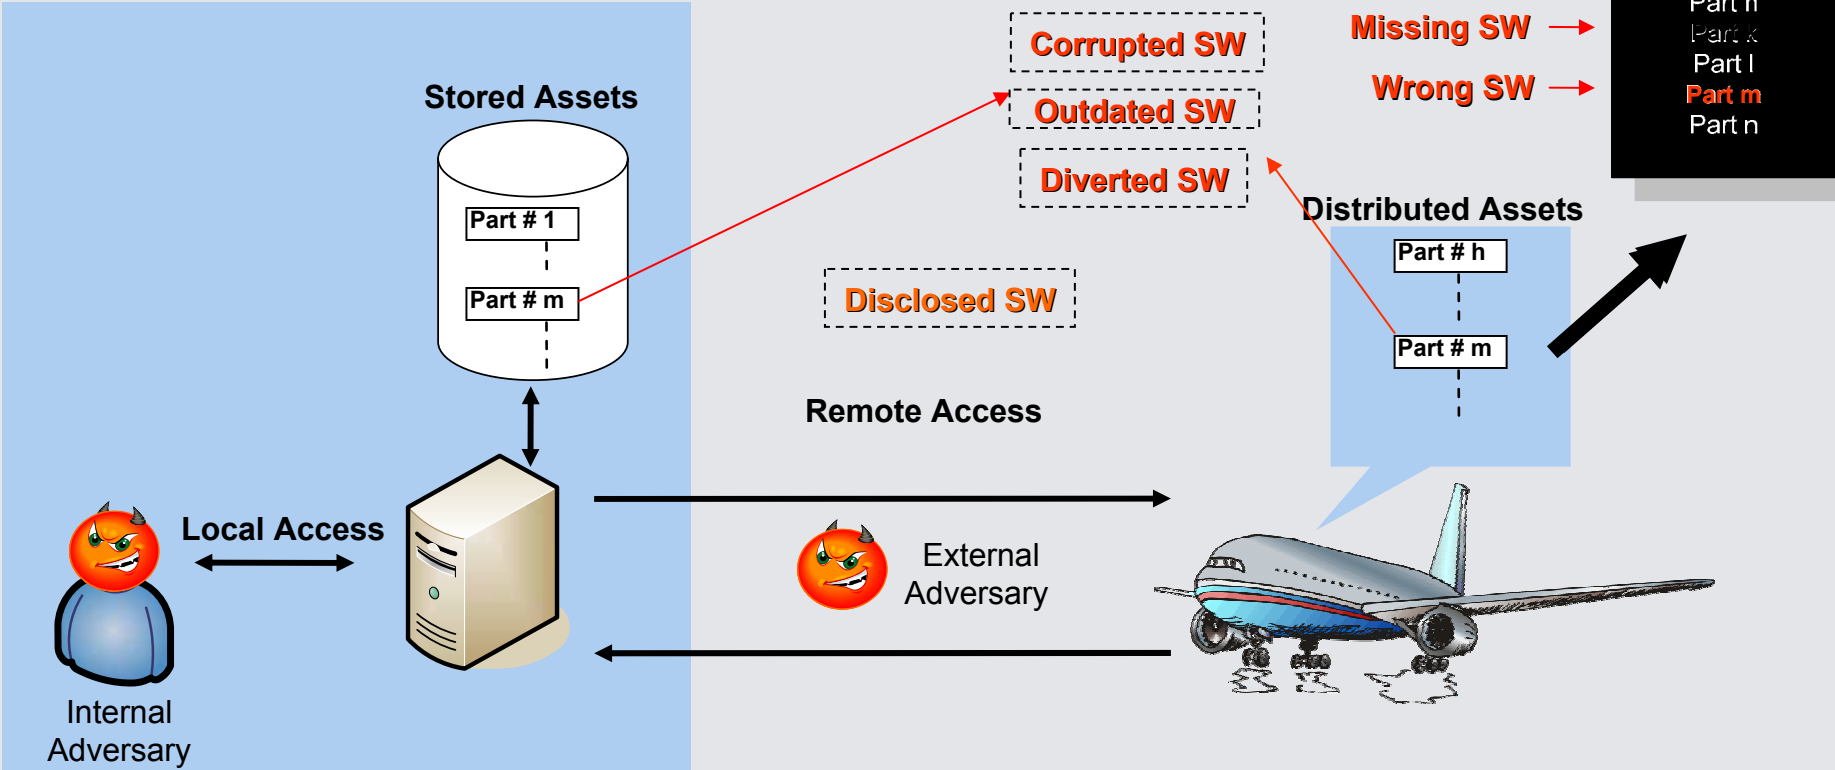 Corrupted SW
Missing SW
Part k
Part l
Stored Assets
Wrong SW
Part m
Outdated SW
Part n
Diverted SW
Part # 1
Distributed Assets
Part # h
Part # m
Disclosed SW
Part # m
Remote Access
Local Access
External
Adversary
Internal
Adversary